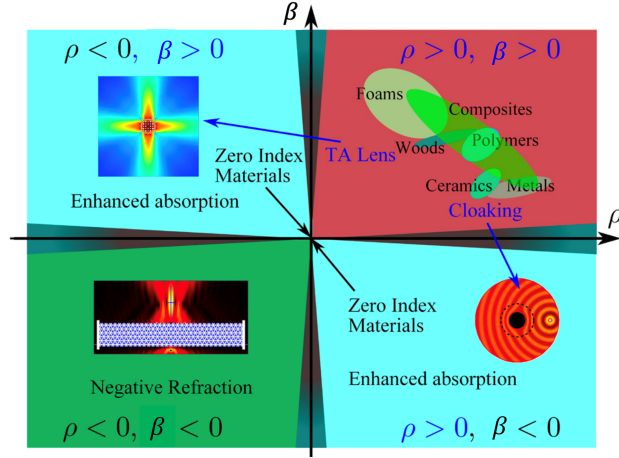 β
ρ < 0, β > 0
ρ > 0, β > 0
Foams
Composites
Woods
Polymers
Ceramics
Metals
TA Lens
Zero Index
Materials
Enhanced absorption
Cloaking
ρ
Zero Index
Materials
Negative Refraction
Enhanced absorption
ρ < 0, β < 0
ρ > 0, β < 0